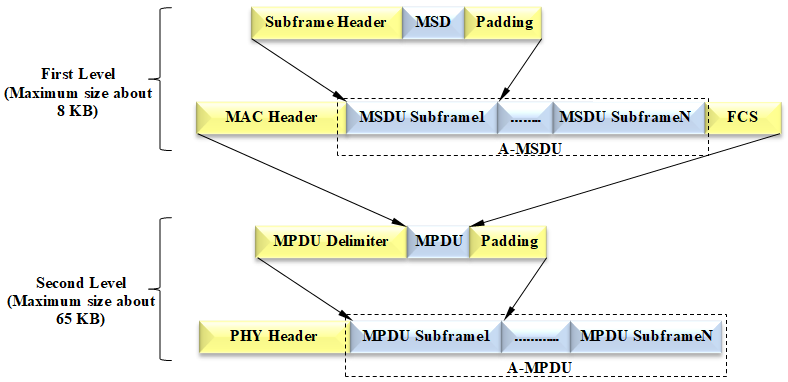 Subframe Header MSD Padding
First Level
(Maximum size about
8 KB)
MAC Header MSDU Subframe1 ........ MSDU SubframeN FCS
A-MSDU
MPDU Delimiter MPDU Padding
Second Level
(Maximum size about
65 KB)
PHY Header MPDU Subframe1 ............ MPDU SubframeN
A-MPDU